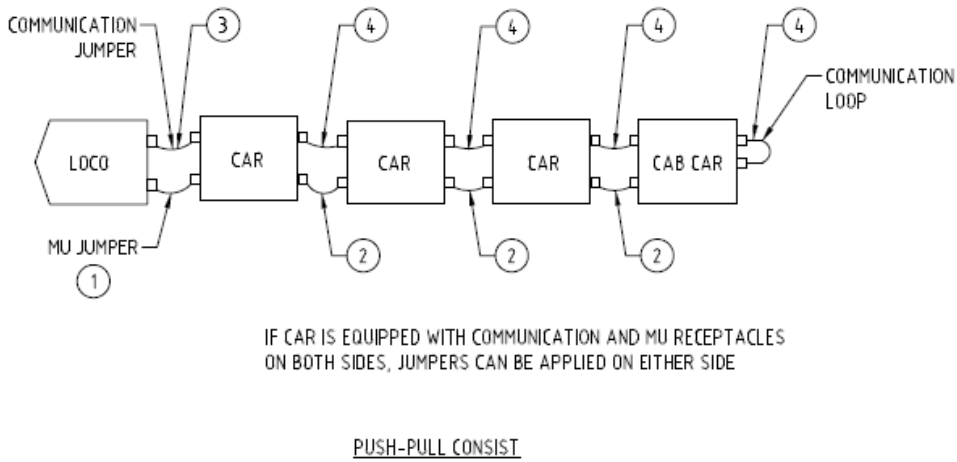 COMMUNICATION
JUMPER
3
4
4
4
4
COMMUNICATION
LOOP
LOCO
CAR
CAR
CAR
CAB CAR
MU JUMPER
1
2
2
2
IF CAR IS EQUIPPED WITH COMMUNICATION AND MU RECEPTACLES
ON BOTH SIDES, JUMPERS CAN BE APPLIED ON EITHER SIDE
PUSH-PULL CONSIST